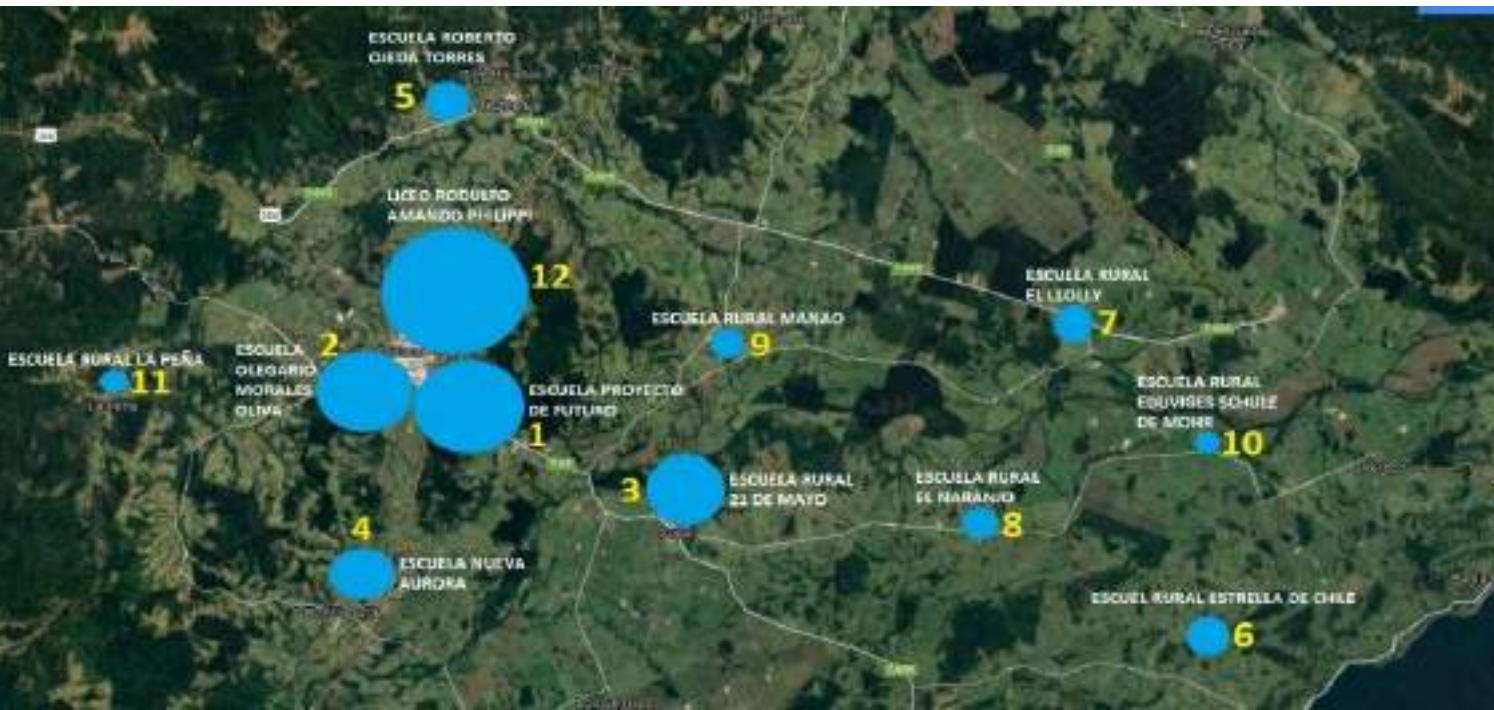 ESCUELA ROBERTO
OJEDA TORRES
5
LICEO RODULFO
AMANDO PHILIPPI
12
ESCUELA RURAL
EL LLOLLY
7
ESCUELA RURAL MANAO
9
2
ESCUELA
OLEGARIO
MORALES
OLIVA
ESCUELA RURAL LA PEÑA
11
ESCUELA PROYECTO
DE FUTURO
1
ESCUELA RURAL
EDUVIGES SCHULE
DE MOHR
10
3
ESCUELA RURAL
21 DE MAYO
ESCUELA RURAL
EL NARANJO
8
4
ESCUELA NUEVA
AURORA
ESCUEL RURAL ESTRELLA DE CHILE
6